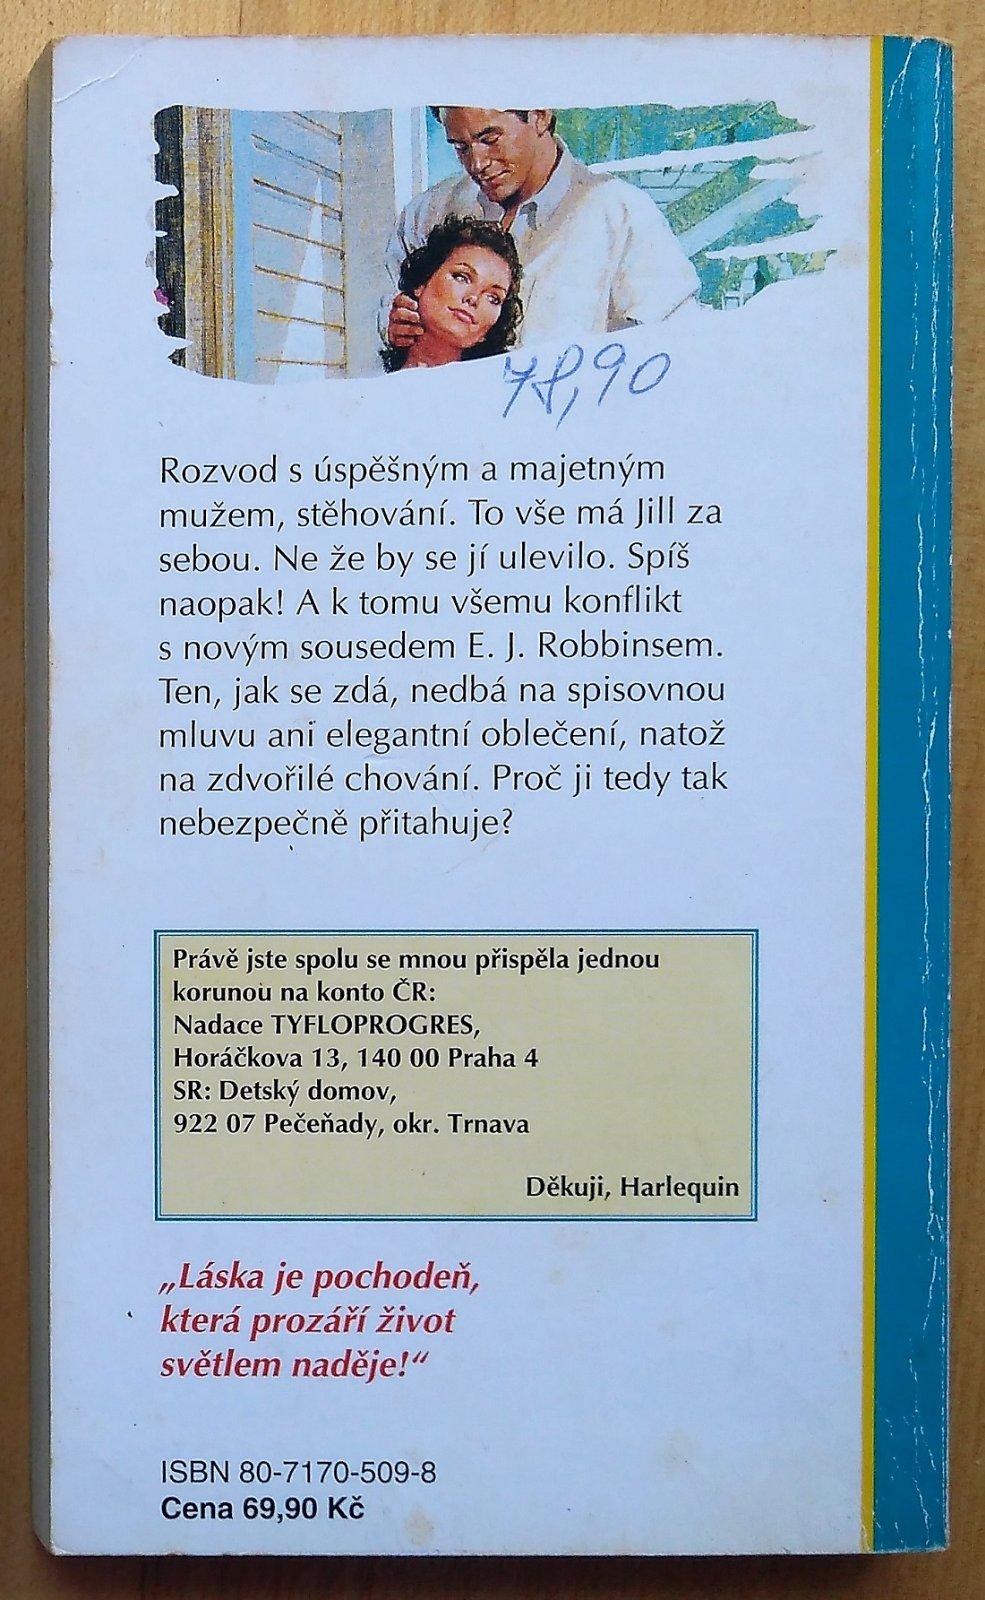 78,90
Rozvod s úspěšným a majetným
mužem, stěhování. To vše má Jill za
sebou. Ne že by se jí ulevilo. Spíš
naopak! A k tomu všemu konflikt
s novým sousedem E. J. Robbinsem.
Ten, jak se zdá, nedbá na spisovnou
mluvu ani elegantní oblečení, natož
na zdvořilé chování. Proč ji tedy tak
nebezpečně přitahuje?
Právě jste spolu se mnou přispěla jednou
korunou na konto ČR:
Nadace TYFLOPROGRES,
Horáčkova 13, 140 00 Praha 4
SR: Detský domov,
922 07 Pečeňady, okr. Trnava
Děkuji, Harlequin
„Láska je pochodeň,
která prozáří život
světlem naděje!“
ISBN 80-7170-509-8
Cena 69,90 Kč